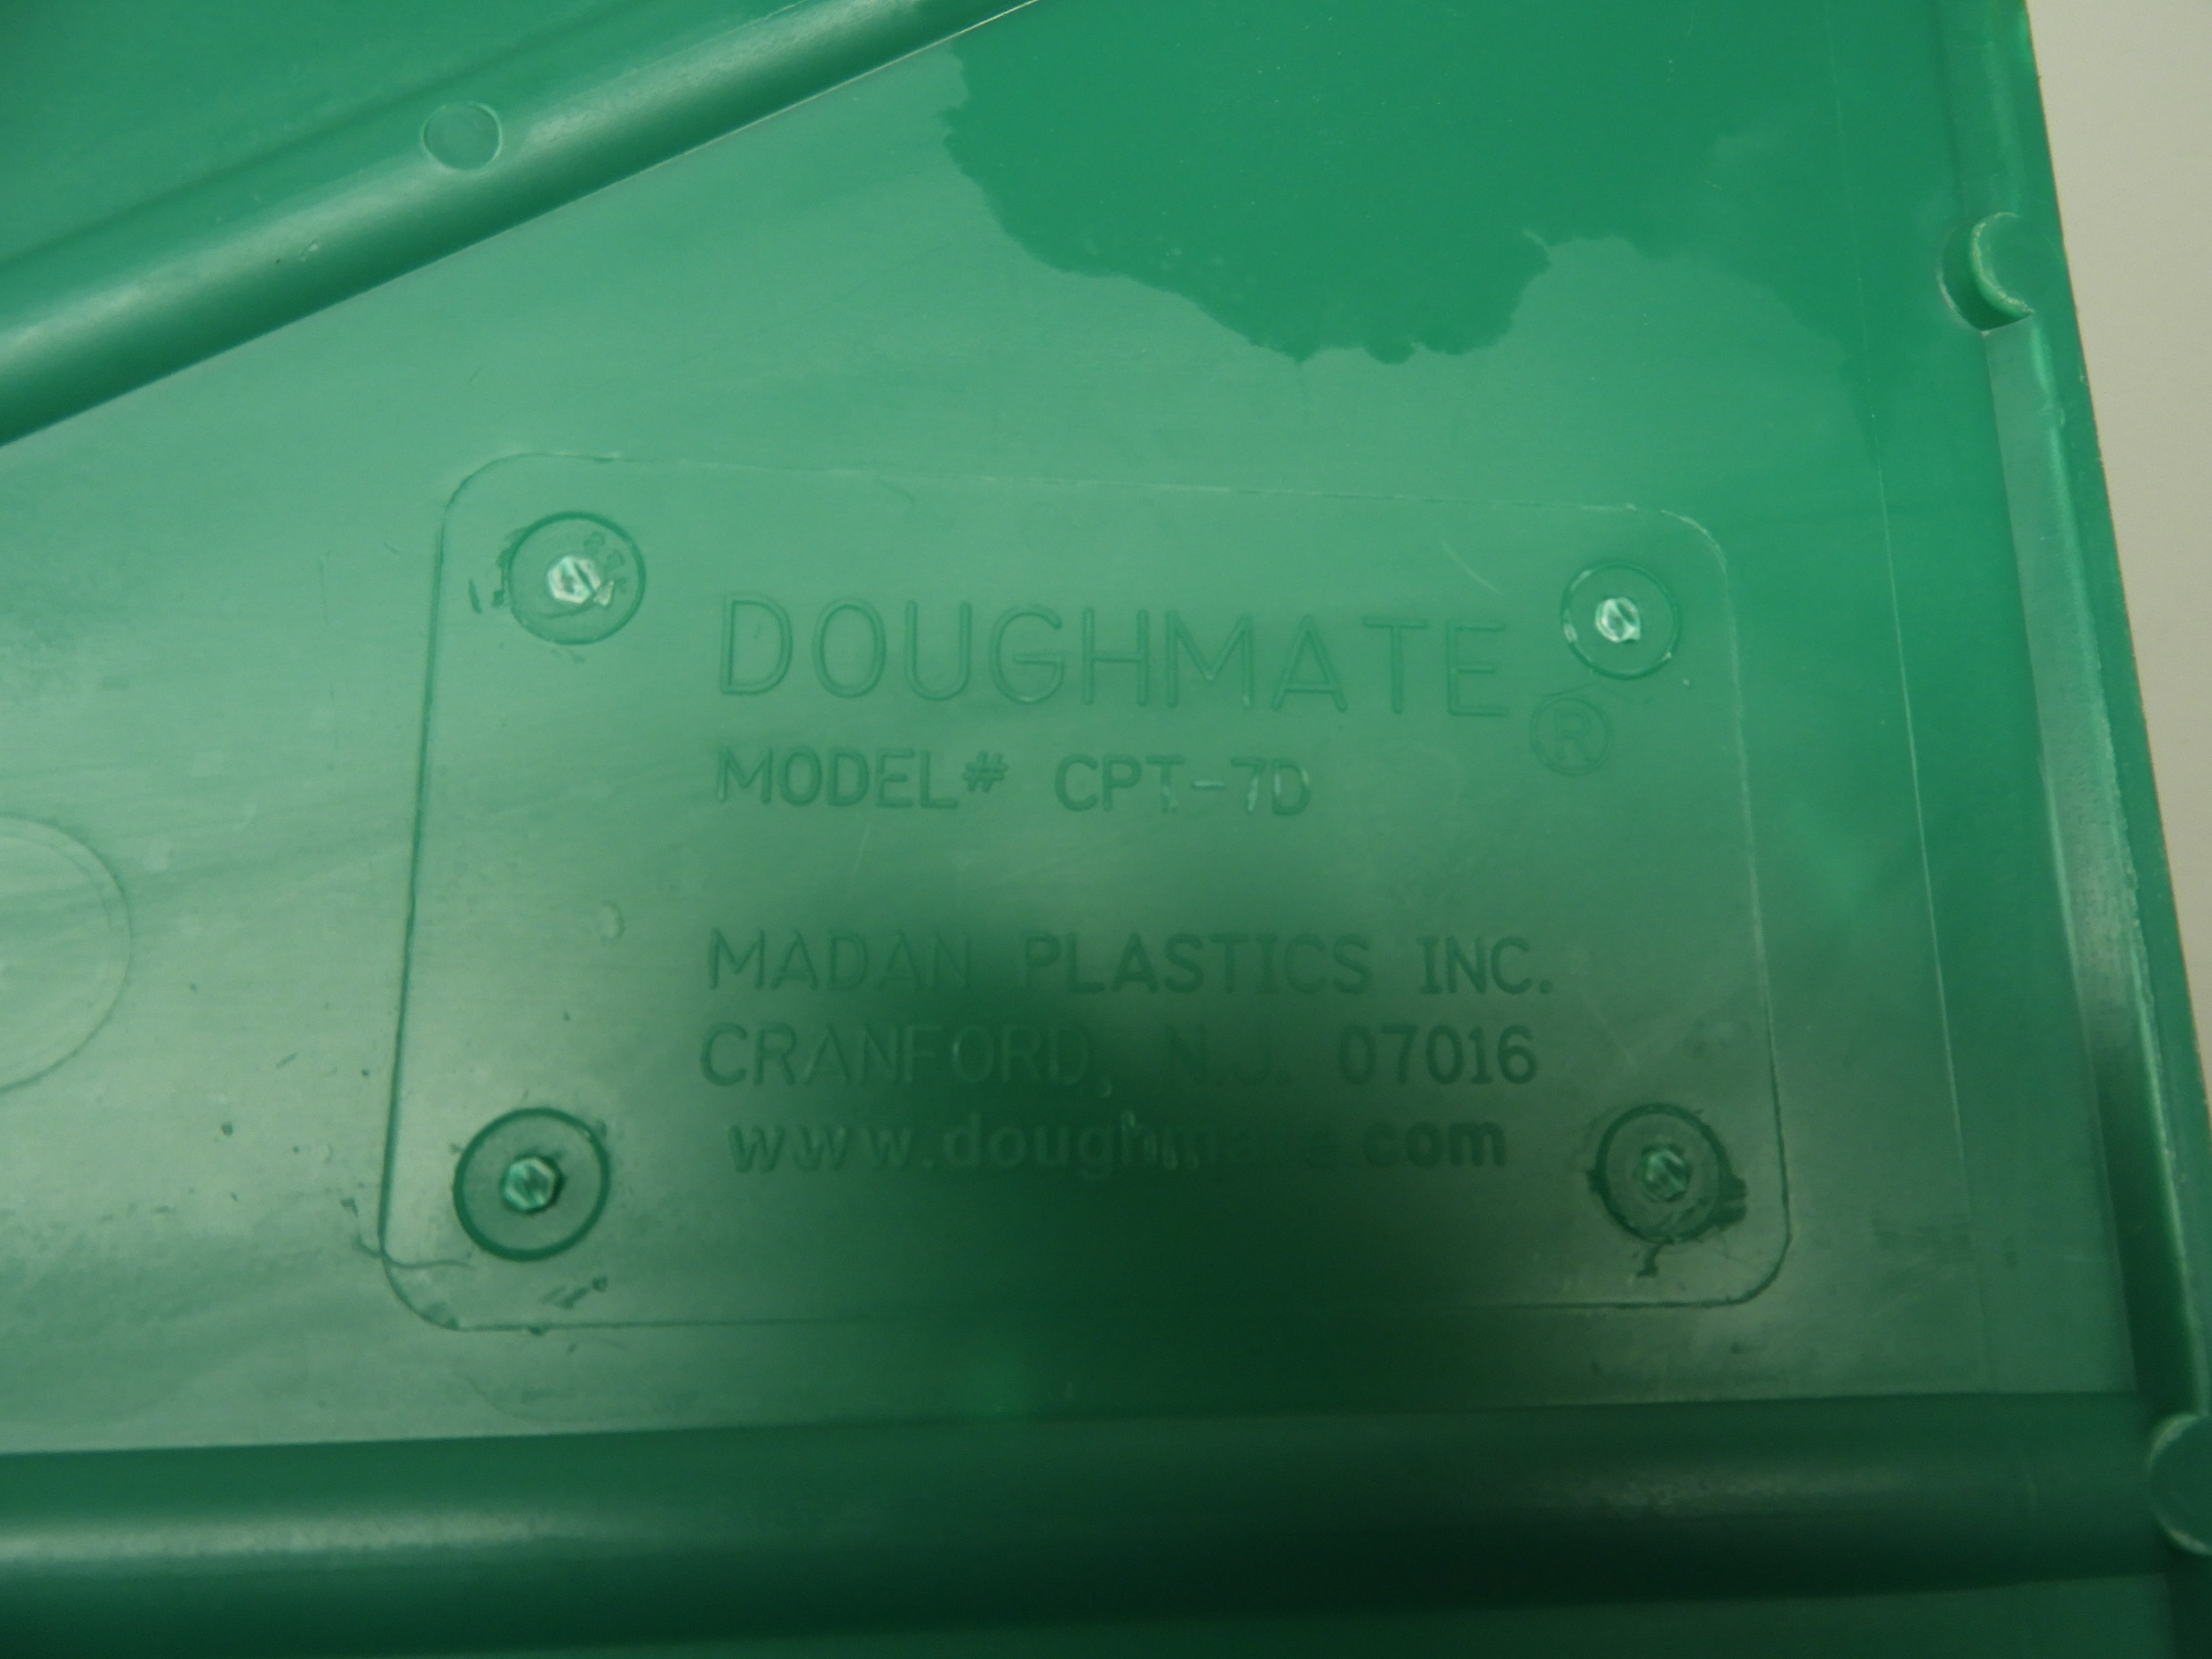 DOUGHMATE®
MODEL# CPT-7D
MADAN PLASTICS INC.
CRANFORD, N.J. 07016
www.doughmate.com